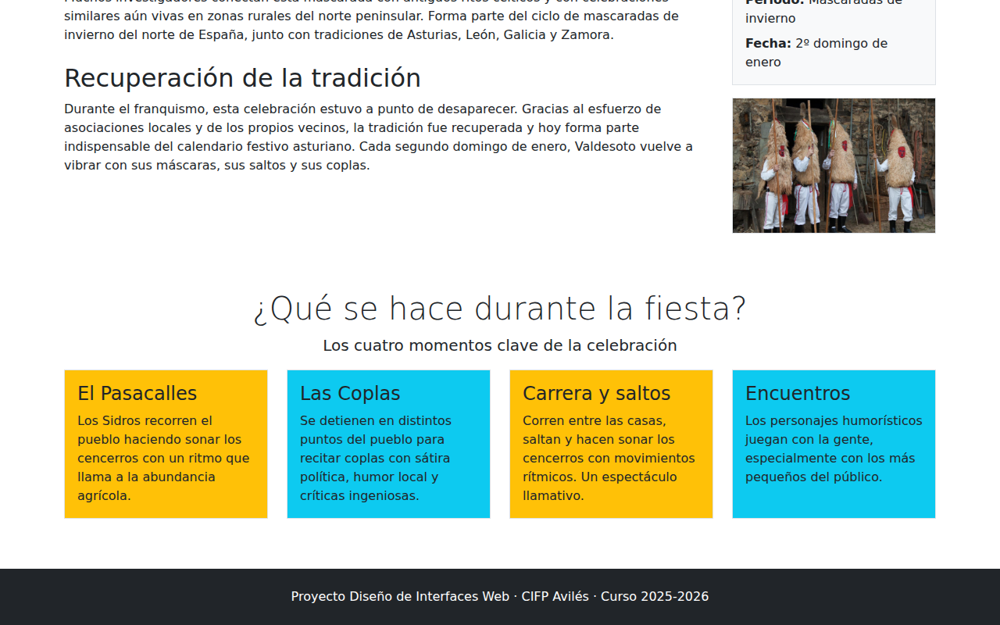 similares aún vivas en zonas rurales del norte peninsular. Forma parte del ciclo de mascaradas de
invierno del norte de España, junto con tradiciones de Asturias, León, Galicia y Zamora.
Recuperación de la tradición
Durante el franquismo, esta celebración estuvo a punto de desaparecer. Gracias al esfuerzo de
asociaciones locales y de los propios vecinos, la tradición fue recuperada y hoy forma parte
indispensable del calendario festivo asturiano. Cada segundo domingo de enero, Valdesoto vuelve a
vibrar con sus máscaras, sus saltos y sus coplas.
Periodo: Mascaradas de
invierno
Fecha: 2º domingo de
enero
¿Qué se hace durante la fiesta?
Los cuatro momentos clave de la celebración
El Pasacalles
Los Sidros recorren el
pueblo haciendo sonar los
cencerros con un ritmo que
llama a la abundancia
agrícola.
Las Coplas
Se detienen en distintos
puntos del pueblo para
recitar coplas con sátira
política, humor local y
críticas ingeniosas.
Carrera y saltos
Corren entre las casas,
saltan y hacen sonar los
cencerros con movimientos
rítmicos. Un espectáculo
llamativo.
Encuentros
Los personajes humorísticos
juegan con la gente,
especialmente con los más
pequeños del público.
Proyecto Diseño de Interfaces Web · CIFP Avilés · Curso 2025-2026